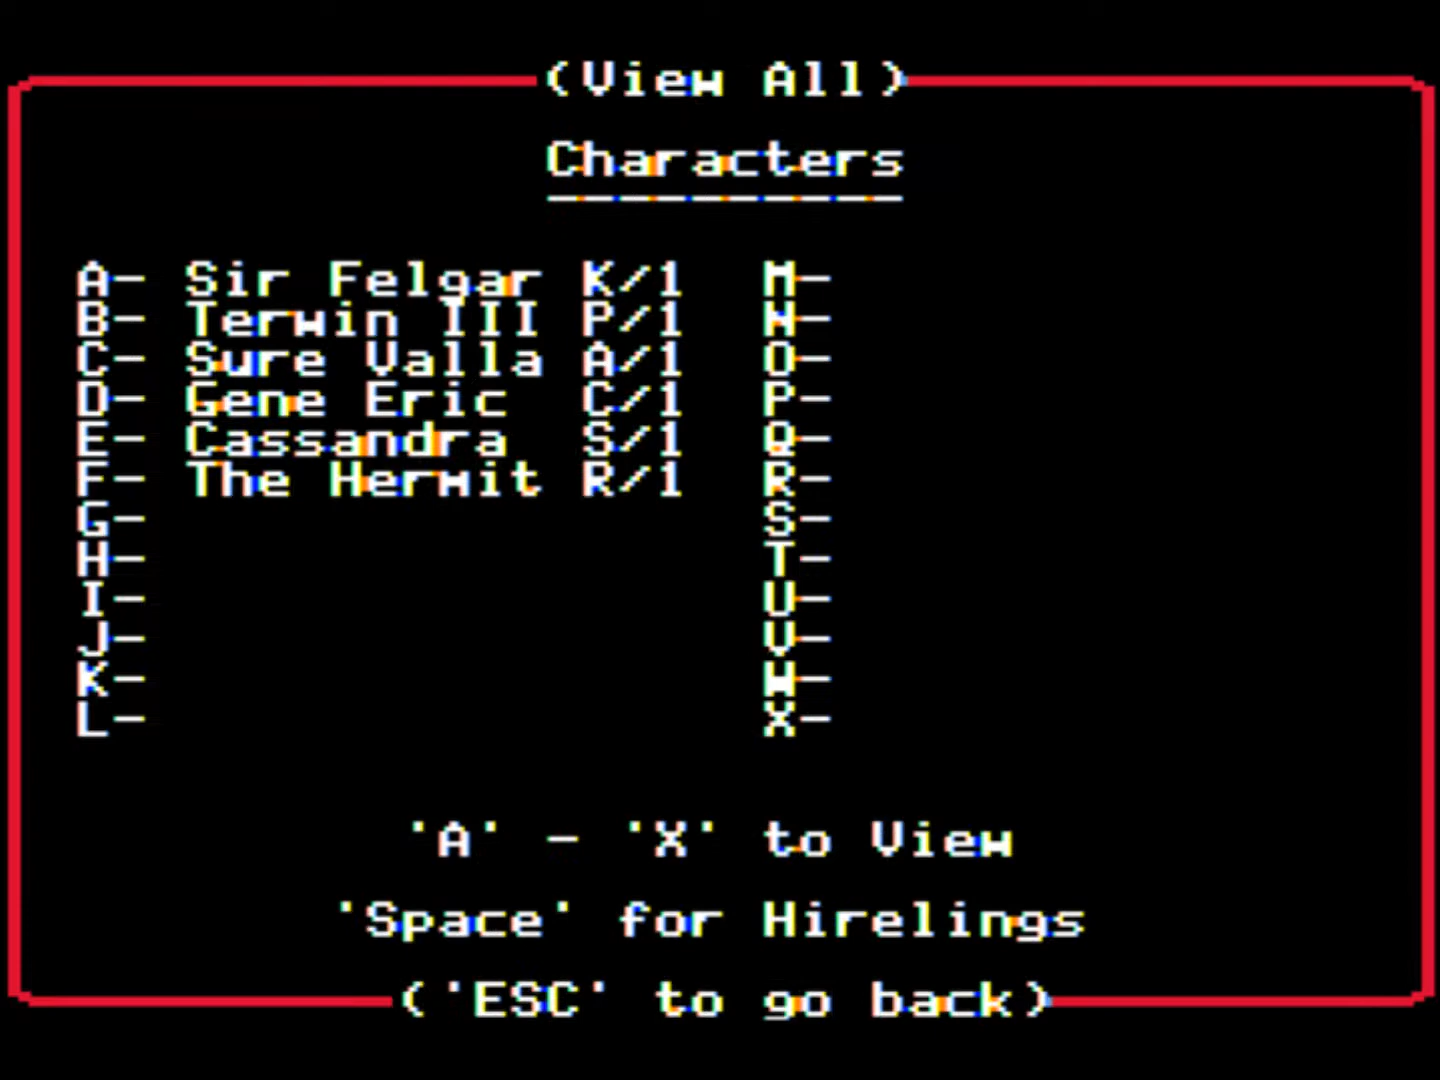 (View All)
Characters
----------
A- Sir Felgar K/1 M-
B- Terwin III P/1 N-
C- Sure Valla A/1 O-
D- Gene Eric C/1 P-
E- Cassandra S/1 Q-
F- The Hermit R/1 R-
G- S-
H- T-
I- U-
J- V-
K- W-
L- X-
'A' - 'X' to View
'Space' for Hirelings
('ESC' to go back)